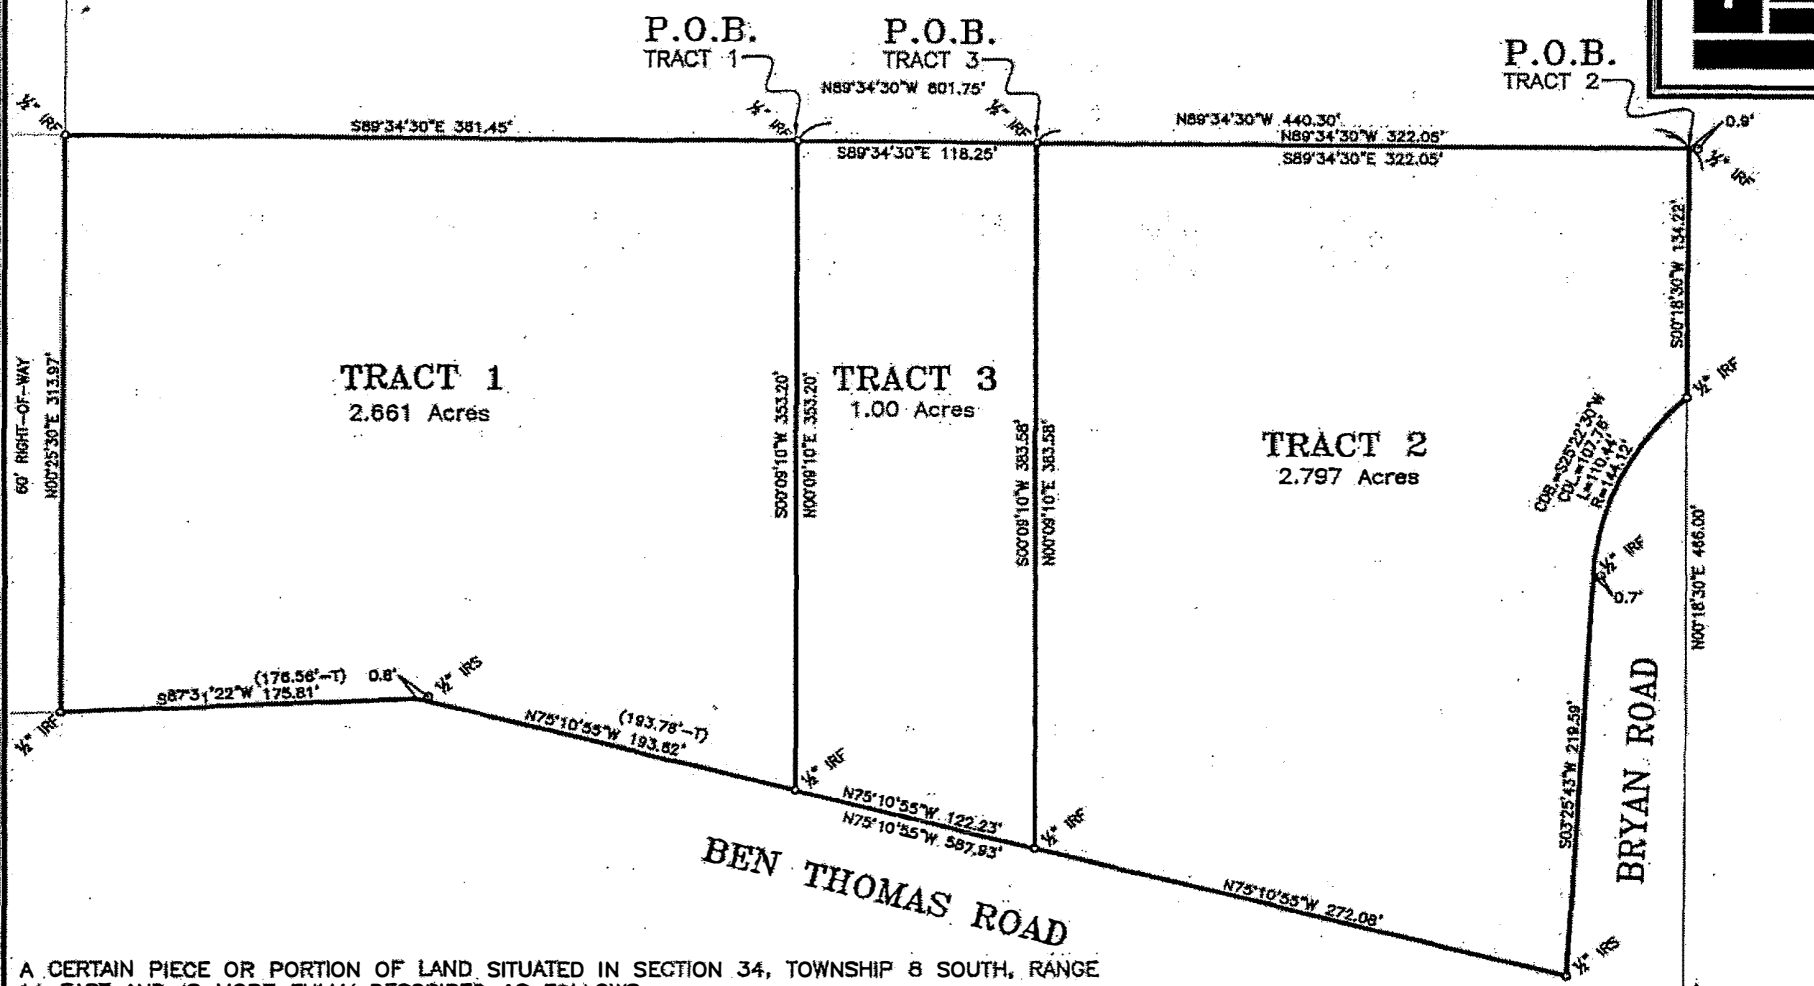 P.O.B.
TRACT 1
P.O.B.
TRACT 3
P.O.B.
TRACT 2
N89°34'30"W 801.75'
½" IRF
½" IRF
½" IRF
S89°34'30"E 381.45'
S89°34'30"E 118.25'
N89°34'30"W 440.30'
N89°34'30"W 322.05'
S89°34'30"E 322.05'
0.9'
½" IRF
S00°18'30"W 134.22'
60' RIGHT-OF-WAY
N00°25'30"E 313.97'
TRACT 1
2.661 Acres
S00°09'10"W 353.20'
N00°09'10"E 353.20'
TRACT 3
1.00 Acres
S00°09'10"W 383.58'
N00°09'10"E 383.58'
TRACT 2
2.797 Acres
½" IRF
CDB.=S25°22'30"W
CDL.=107.76'
L=110.44'
R=144.12'
½" IRF
0.7'
N00°18'30"E 466.00'
(176.56'-T)
S87°31'22"W 175.81'
0.8'
½" IRS
½" IRF
(193.78'-T)
N75°10'55"W 193.62'
½" IRF
N75°10'55"W 122.23'
N75°10'55"W 587.93'
½" IRF
S03°25'43"W 219.59'
BRYAN ROAD
BEN THOMAS ROAD
N75°10'55"W 272.08'
½" IRS
A CERTAIN PIECE OR PORTION OF LAND SITUATED IN SECTION 34, TOWNSHIP 8 SOUTH, RANGE